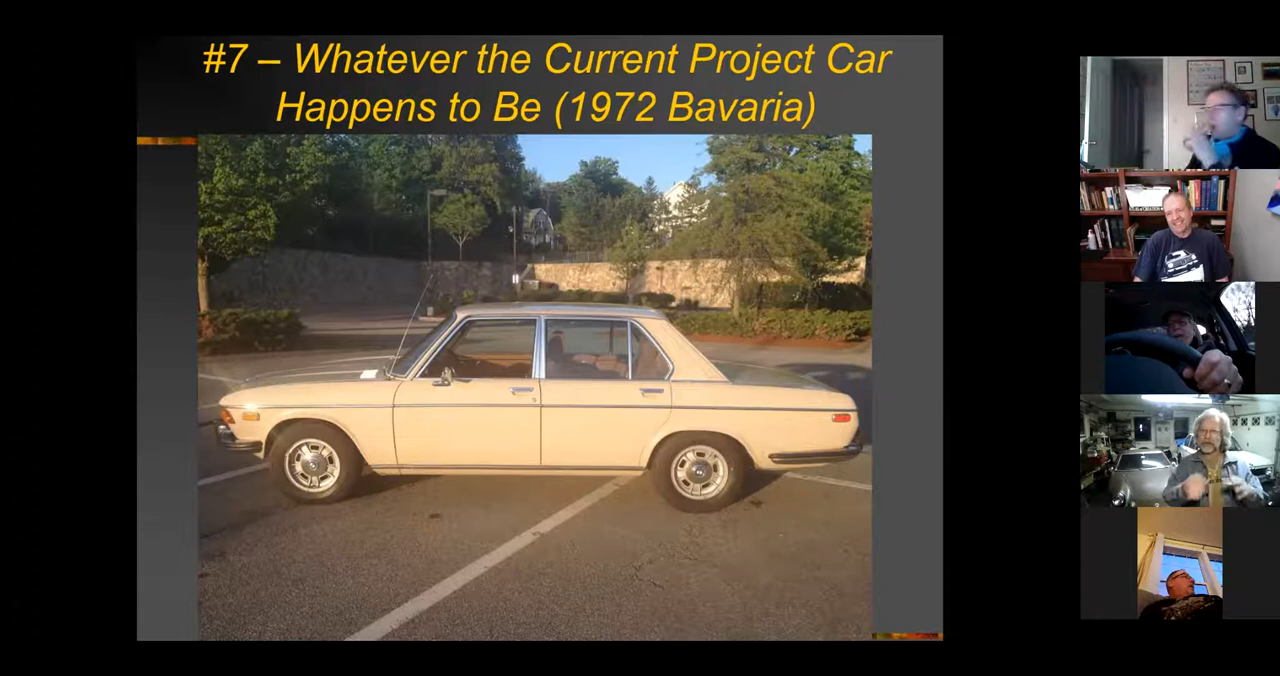 #7 – Whatever the Current Project Car
Happens to Be (1972 Bavaria)